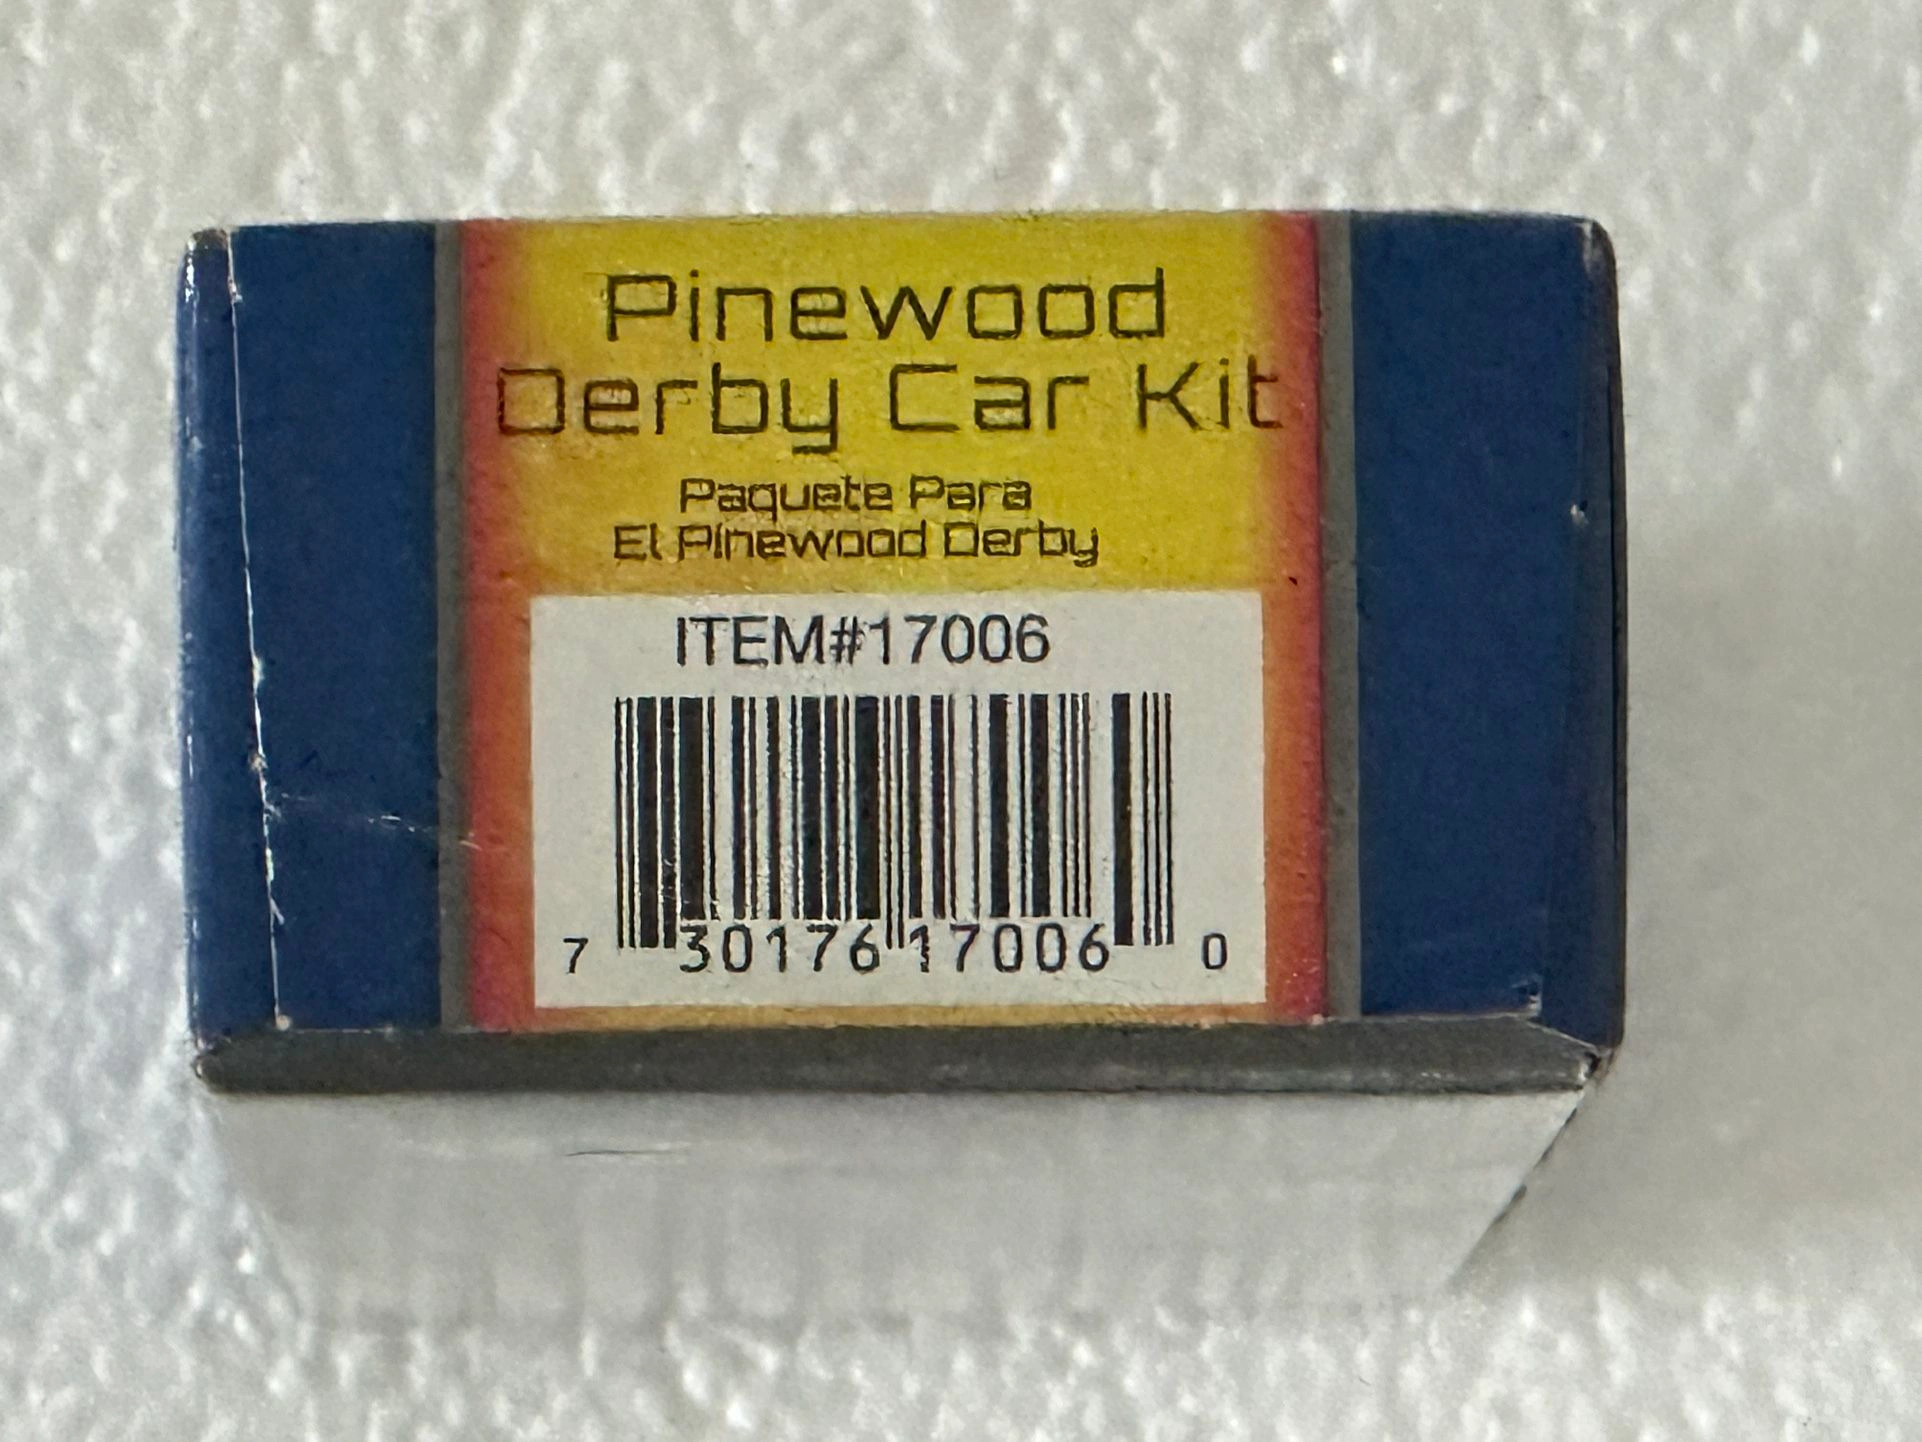 Pinewood
Derby Car Kit
Paquete Para
El Pinewood Derby
ITEM#17006
7 30176 17006 0